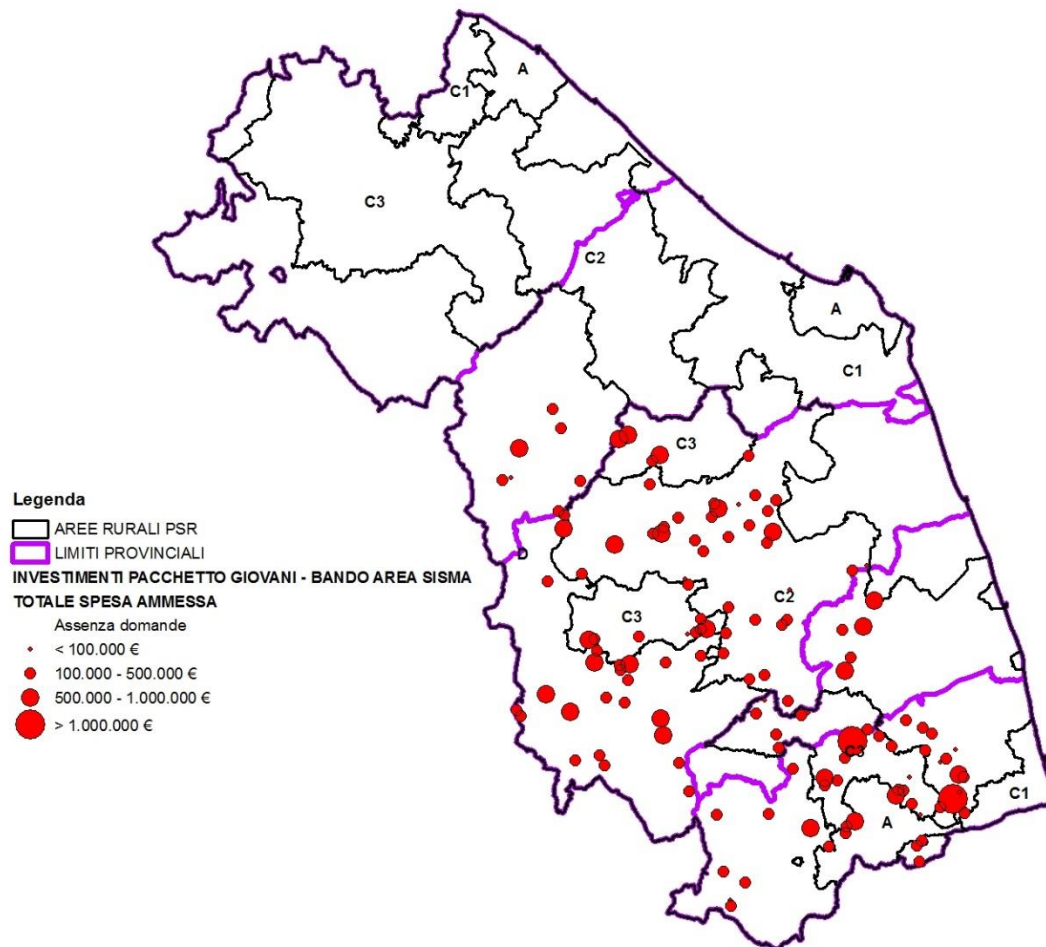 A
C1
C3
C2
A
C1
C3
D
C2
C3
C3
C1
A
Legenda
AREE RURALI PSR
LIMITI PROVINCIALI
INVESTIMENTI PACCHETTO GIOVANI - BANDO AREA SISMA
TOTALE SPESA AMMESSA
Assenza domande
< 100.000 €
100.000 - 500.000 €
500.000 - 1.000.000 €
> 1.000.000 €